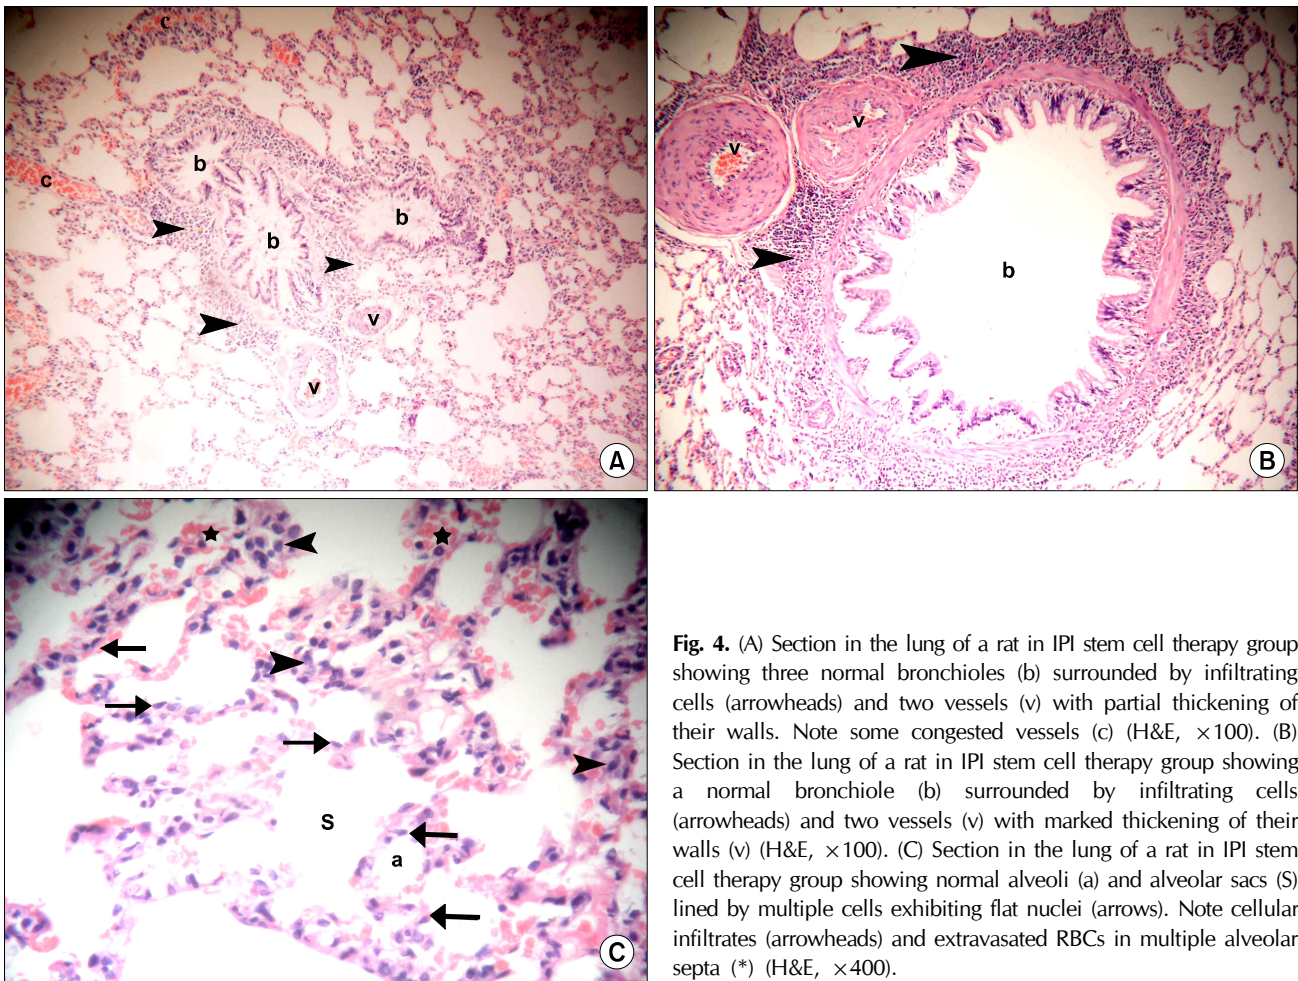 c
b
c
b
b
v
v
A
v
v
b
B
S
a
C
Fig. 4. (A) Section in the lung of a rat in IPI stem cell therapy group
showing three normal bronchioles (b) surrounded by infiltrating
cells (arrowheads) and two vessels (v) with partial thickening of
their walls. Note some congested vessels (c) (H&E, ×100). (B)
Section in the lung of a rat in IPI stem cell therapy group showing
a normal bronchiole (b) surrounded by infiltrating cells
(arrowheads) and two vessels (v) with marked thickening of their
walls (v) (H&E, ×100). (C) Section in the lung of a rat in IPI stem
cell therapy group showing normal alveoli (a) and alveolar sacs (S)
lined by multiple cells exhibiting flat nuclei (arrows). Note cellular
infiltrates (arrowheads) and extravasated RBCs in multiple alveolar
septa (*) (H&E, ×400).